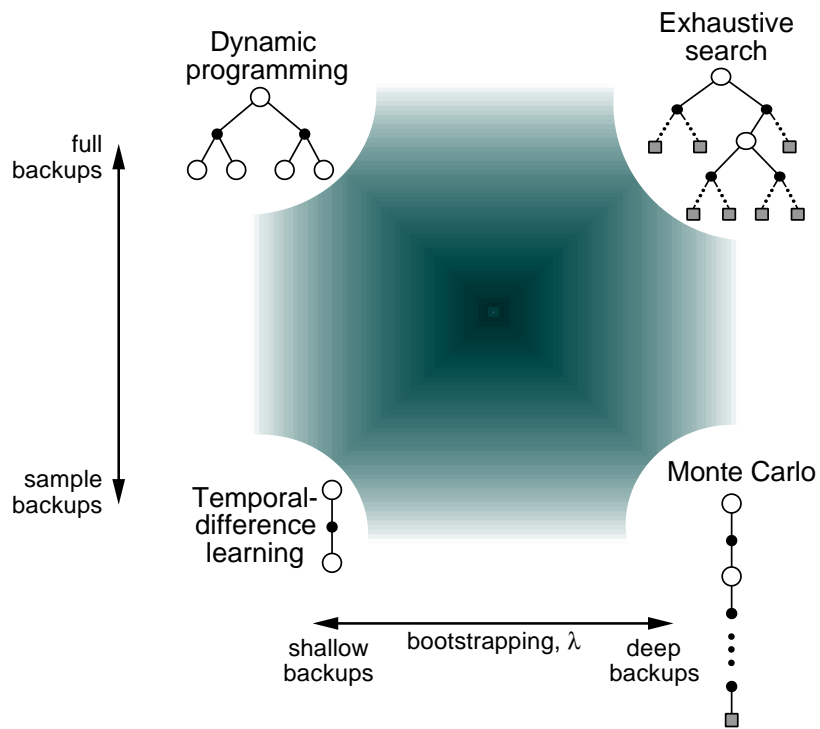 Dynamic
programming
Exhaustive
search
full
backups
sample
backups
Temporal-
difference
learning
Monte Carlo
bootstrapping, λ
shallow
backups
deep
backups